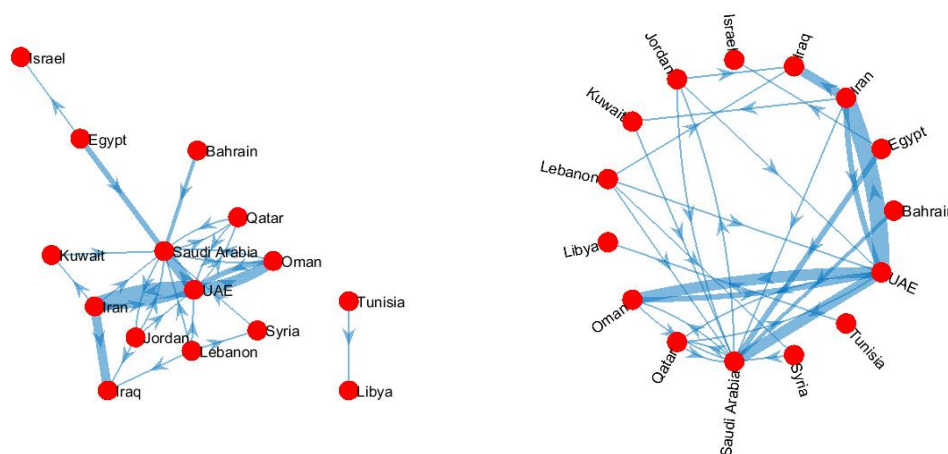 Israel
Egypt
Bahrain
Qatar
Kuwait
Saudi Arabia
Oman
Iran
UAE
Tunisia
Jordan
Lebanon
Syria
Iraq
Libya
Israel
Iraq
Jordan
Iran
Kuwait
Egypt
Lebanon
Bahrain
Libya
UAE
Oman
Tunisia
Qatar
Syria
Saudi Arabia